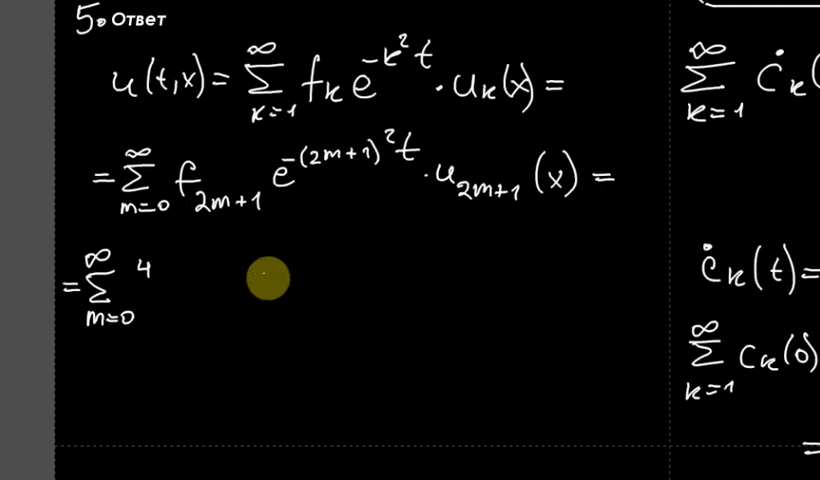 5. Ответ
u(t,x) = ∑_{k=1}^{∞} f_k e^{-k²t} · u_k(x) =
= ∑_{m=0}^{∞} f_{2m+1} e^{-(2m+1)²t} · u_{2m+1}(x) =
= ∑_{m=0}^{∞} 4
∑_{k=1}^{∞} ċ_k(
ċ_k(t) =
∑_{k=1}^{∞} c_k(0)
=